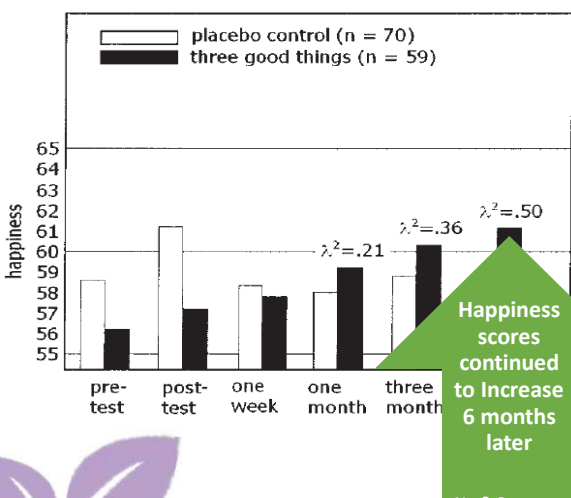 placebo control (n = 70)
three good things (n = 59)
happiness
65
64
63
62
61
60
59
58
57
56
55
λ²=.21
λ²=.36
λ²=.50
pre-
test
post-
test
one
week
one
month
three
month
Happiness
scores
continued
to Increase
6 months
later